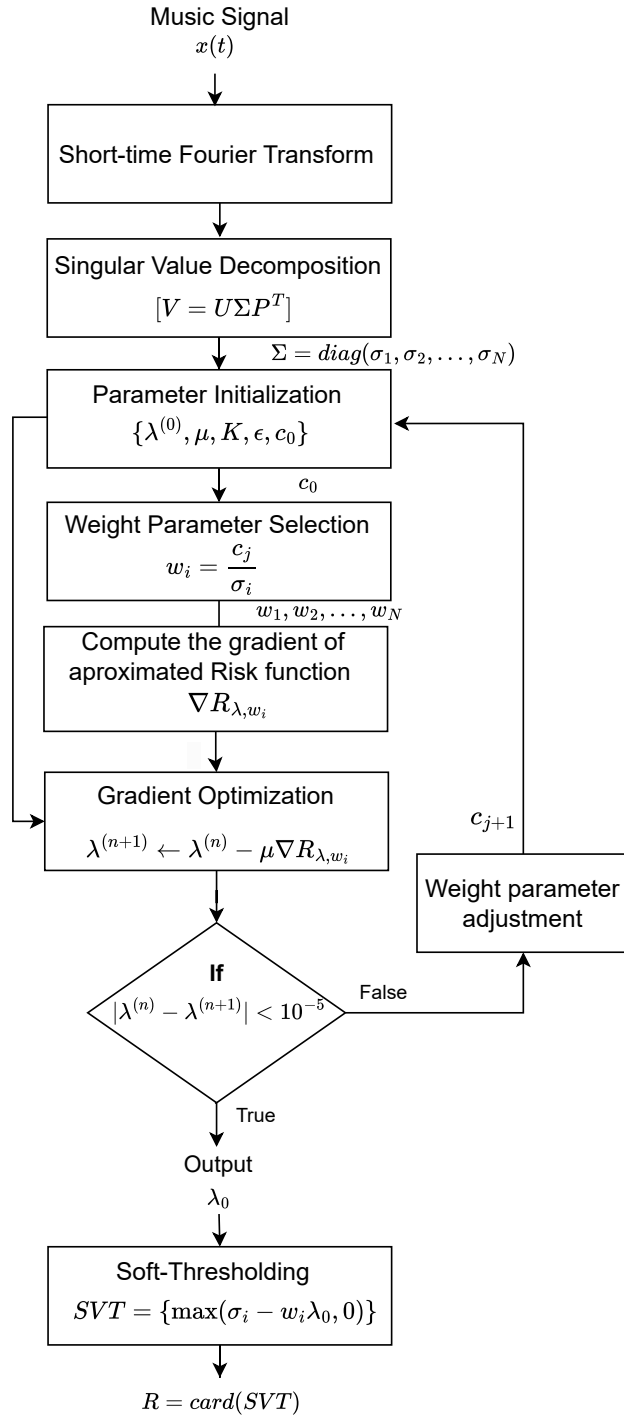 Music Signal
x(t)
Short-time Fourier Transform
Singular Value Decomposition
[V = UΣP^T]
Σ = diag(σ_1, σ_2, . . . , σ_N)
Parameter Initialization
{λ^(0), μ, K, ϵ, c_0}
c_0
Weight Parameter Selection
w_i = c_j / σ_i
w_1, w_2, . . . , w_N
Compute the gradient of
aproximated Risk function
∇R_{λ,w_i}
Gradient Optimization
λ^(n+1) ← λ^(n) − μ∇R_{λ,w_i}
c_{j+1}
Weight parameter
adjustment
If
|λ^(n) − λ^(n+1)| < 10^−5
False
True
Output
λ_0
Soft-Thresholding
SVT = {max(σ_i − w_iλ_0, 0)}
R = card(SVT)